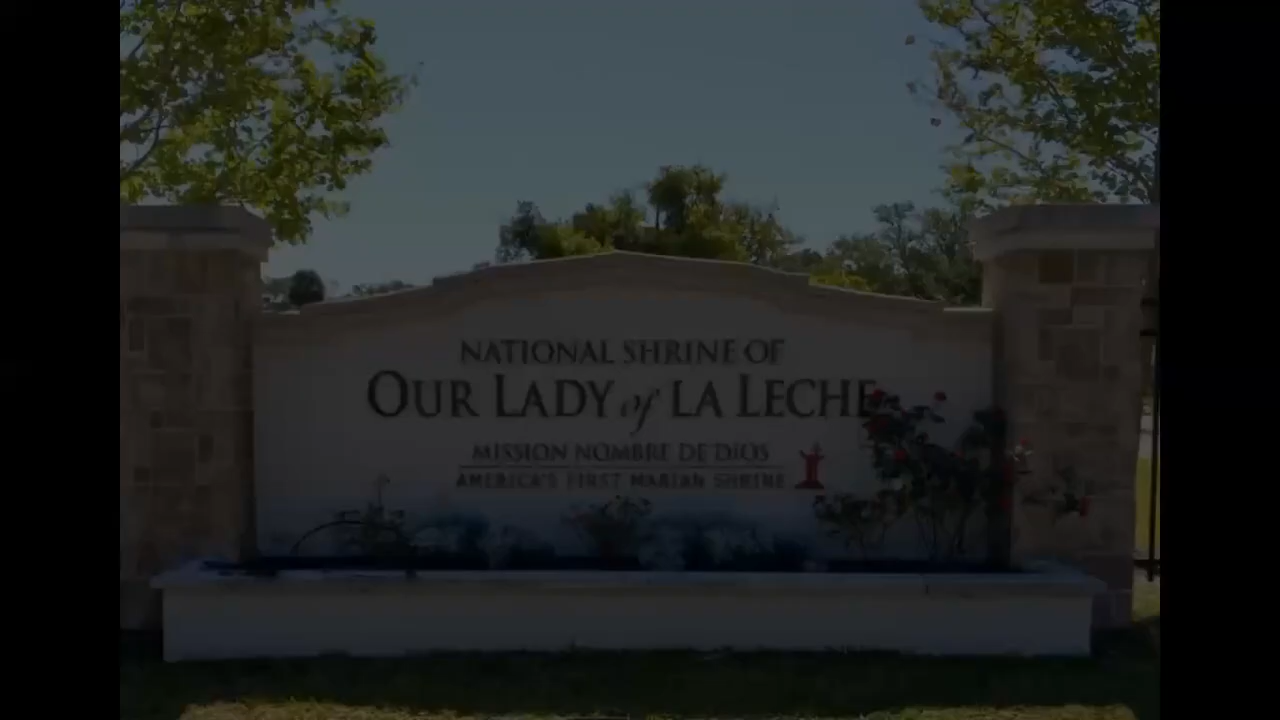 NATIONAL SHRINE OF
OUR LADY of LA LECHE
MISSION NOMBRE DE DIOS
AMERICA'S FIRST MARIAN SHRINE